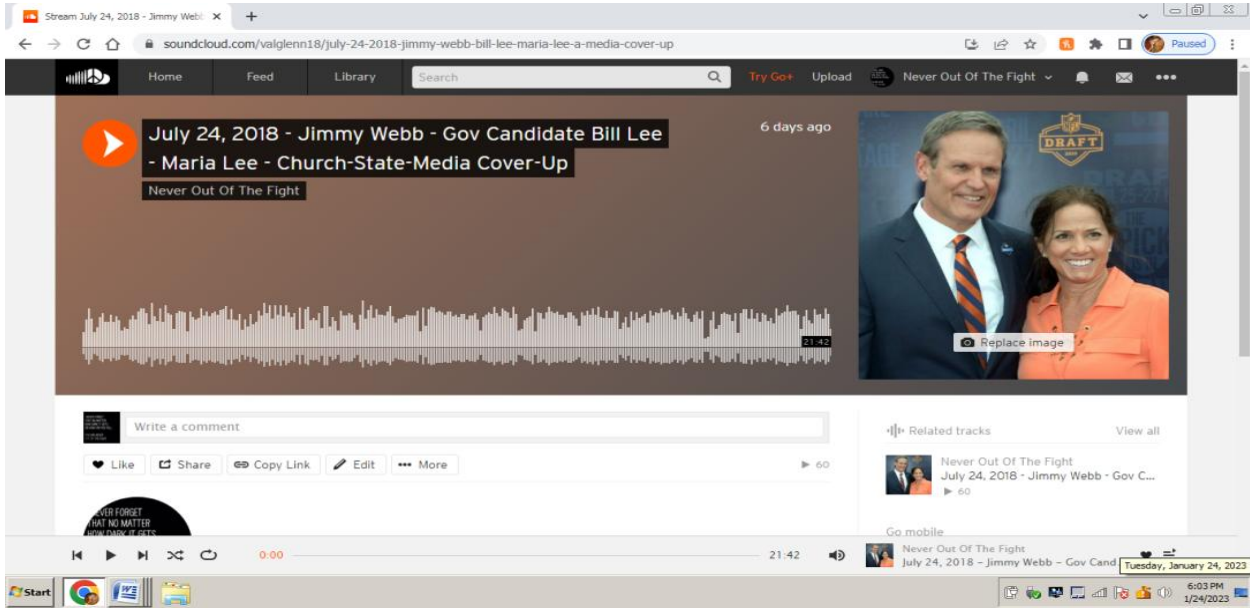 Stream July 24, 2018 - Jimmy Web
soundcloud.com/valglenn18/july-24-2018-jimmy-webb-bill-lee-maria-lee-a-media-cover-up
Paused
Home Feed Library Search Try Go+ Upload Never Out Of The Fight
July 24, 2018 - Jimmy Webb - Gov Candidate Bill Lee
- Maria Lee - Church-State-Media Cover-Up
Never Out Of The Fight
6 days ago
NFL
DRAFT
21:42
Replace image
Write a comment
Like Share Copy Link Edit More
60
Related tracks View all
Never Out Of The Fight
July 24, 2018 - Jimmy Webb - Gov C...
60
Go mobile
NEVER FORGET
THAT NO MATTER
HOW DARK IT GETS
0:00 21:42
Never Out Of The Fight
July 24, 2018 - Jimmy Webb - Gov Cand
Tuesday, January 24, 2023
Start
6:03 PM
1/24/2023